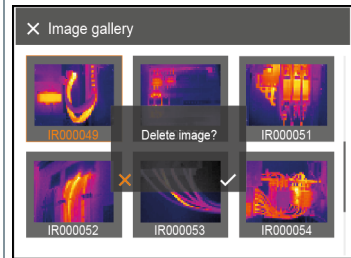 Image gallery
IR000049
Delete image?
IR000051
IR000052
IR000053
IR000054